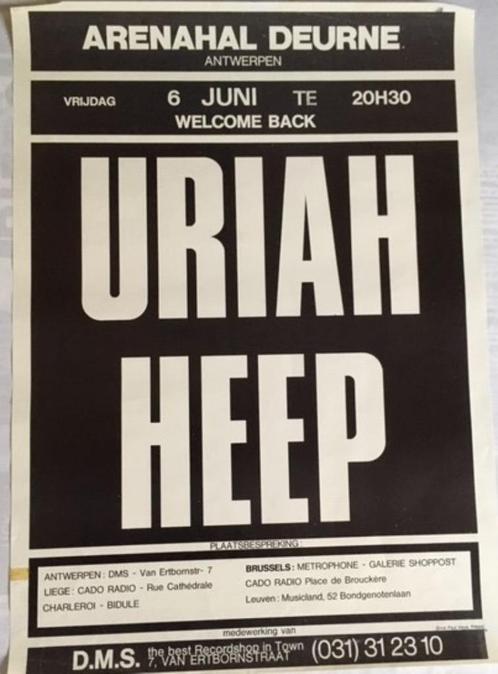 ARENAHAL DEURNE
ANTWERPEN
VRIJDAG 6 JUNI TE 20H30
WELCOME BACK
URIAH
HEEP
PLAATSBESPREKING:
ANTWERPEN: DMS - Van Ertbornstr- 7
LIEGE: CADO RADIO - Rue Cathédrale
CHARLEROI - BIDULE
BRUSSELS: METROPHONE - GALERIE SHOPPOST
CADO RADIO Place de Brouckère
Leuven: Musicland, 52 Bondgenotenlaan
medewerking van
D.M.S. the best Recordshop in Town
7, VAN ERTBORNSTRAAT (031) 31 23 10